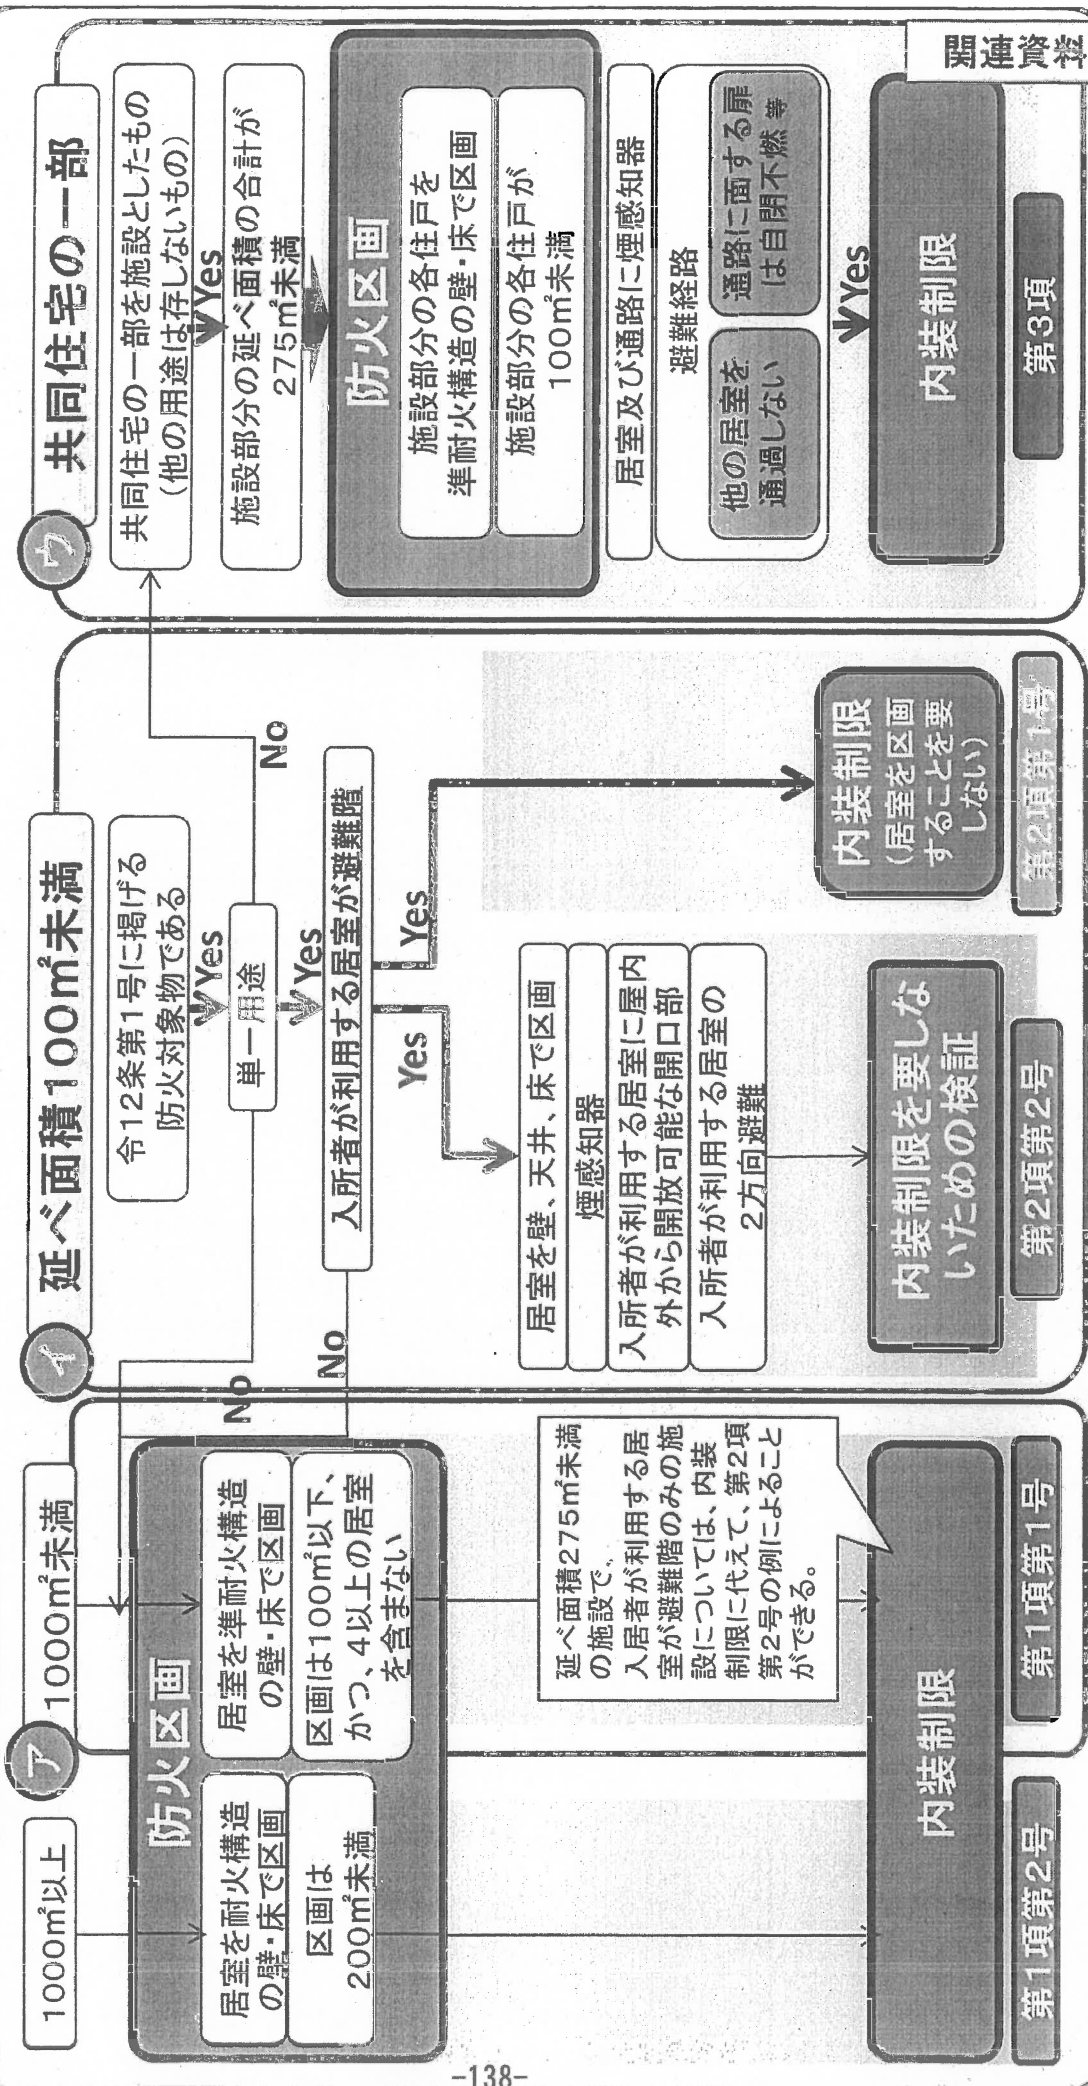 関連資料
1000㎡以上
ア
1000㎡未満
防火区画
居室を耐火構造
の壁・床で区画
区画は
200㎡未満
居室を準耐火構造
の壁・床で区画
区画は100㎡以下、
かつ、4以上の居室
を含まない
延べ面積275㎡未満
の施設で、
入居者が利用する居
室が避難階のみの施
設については、内装
制限に代えて、第2項
第2号の例によること
ができる。
内装制限
第1項第2号
第1項第1号
イ
延べ面積100㎡未満
令12条第1号に掲げる
防火対象物である
Yes
単一用途
No
No
Yes
入所者が利用する居室が避難階
No
Yes
Yes
居室を壁、天井、床で区画
煙感知器
入所者が利用する居室に屋内
外から開放可能な開口部
入所者が利用する居室の
2方向避難
内装制限を要しな
いための検証
第2項第2号
内装制限
(居室を区画
することを要
しない)
第2項第1号
ウ
共同住宅の一部
共同住宅の一部を施設としたもの
(他の用途は存しないもの)
Yes
施設部分の延べ面積の合計が
275㎡未満
防火区画
施設部分の各住戸を
準耐火構造の壁・床で区画
施設部分の各住戸が
100㎡未満
居室及び通路に煙感知器
避難経路
他の居室を
通過しない
通路に面する扉
は自閉不燃等
Yes
内装制限
第3項
-138-